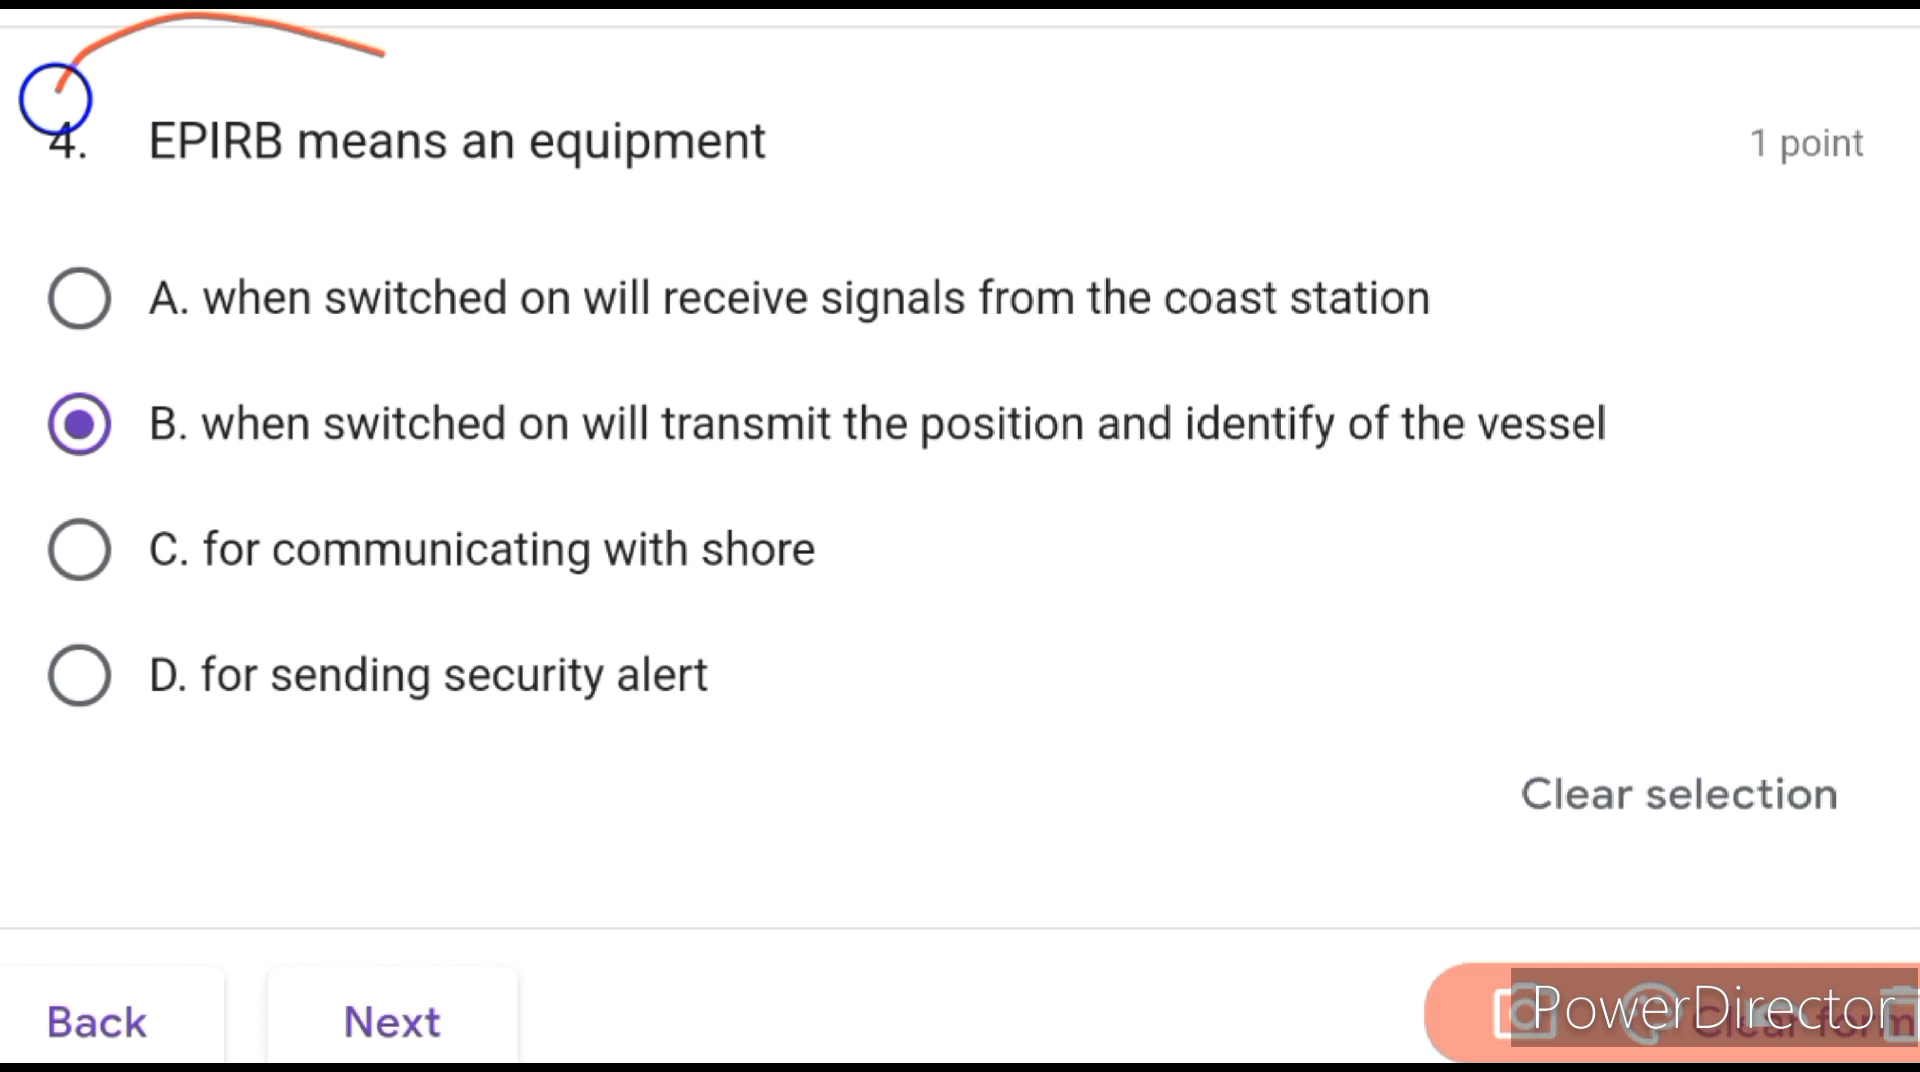 4. EPIRB means an equipment
1 point
A. when switched on will receive signals from the coast station
B. when switched on will transmit the position and identify of the vessel
C. for communicating with shore
D. for sending security alert
Clear selection
Back
Next
PowerDirector
Clear form